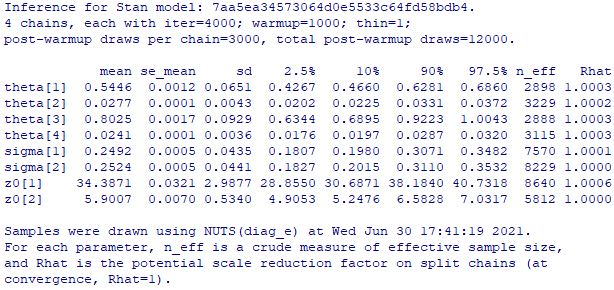 Inference for Stan model: 7aa5ea34573064d0e5533c64fd58bdb4.
4 chains, each with iter=4000; warmup=1000; thin=1;
post-warmup draws per chain=3000, total post-warmup draws=12000.
mean se_mean sd 2.5% 10% 90% 97.5% n_eff Rhat
theta[1] 0.5446 0.0012 0.0651 0.4267 0.4660 0.6281 0.6860 2898 1.0003
theta[2] 0.0277 0.0001 0.0043 0.0202 0.0225 0.0331 0.0372 3229 1.0002
theta[3] 0.8025 0.0017 0.0929 0.6344 0.6895 0.9223 1.0043 2888 1.0003
theta[4] 0.0241 0.0001 0.0036 0.0176 0.0197 0.0287 0.0320 3115 1.0003
sigma[1] 0.2492 0.0005 0.0435 0.1807 0.1980 0.3071 0.3482 7570 1.0001
sigma[2] 0.2524 0.0005 0.0441 0.1827 0.2015 0.3110 0.3532 8229 1.0000
z0[1] 34.3871 0.0321 2.9877 28.8550 30.6871 38.1840 40.7318 8640 1.0006
z0[2] 5.9007 0.0070 0.5340 4.9053 5.2476 6.5828 7.0317 5812 1.0000
Samples were drawn using NUTS(diag_e) at Wed Jun 30 17:41:19 2021.
For each parameter, n_eff is a crude measure of effective sample size,
and Rhat is the potential scale reduction factor on split chains (at
convergence, Rhat=1).